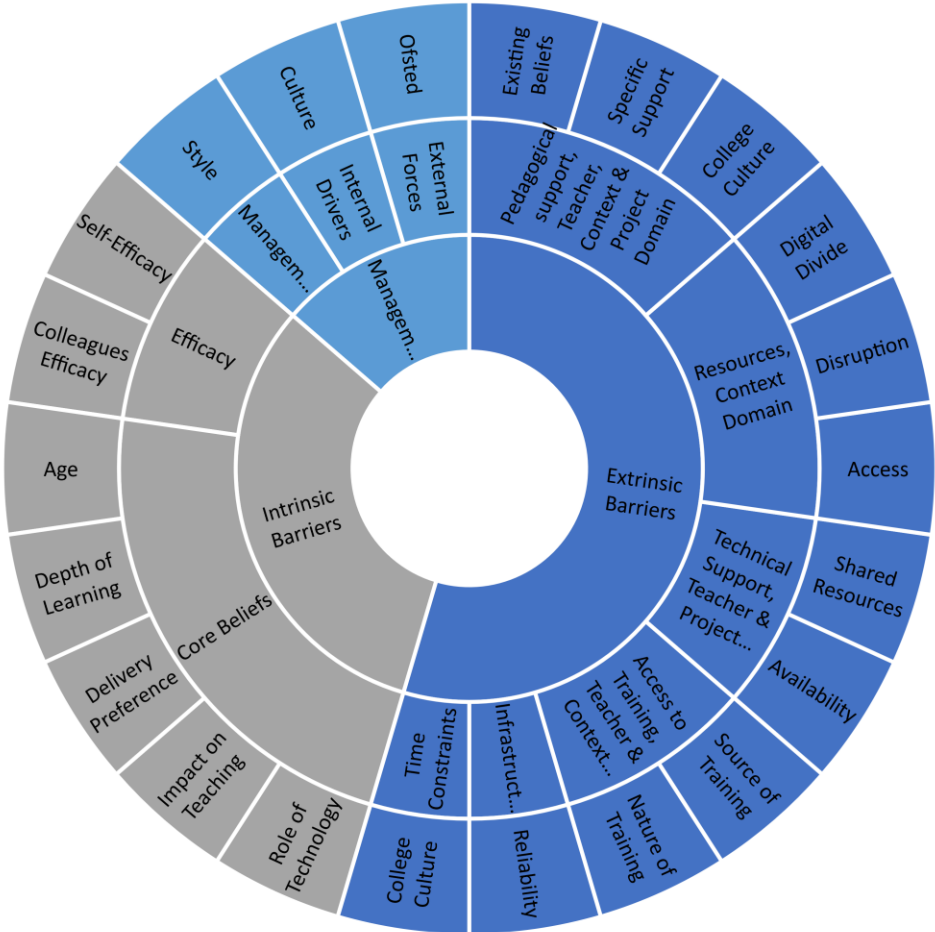 Existing
Beliefs
Specific
Support
College
Culture
Digital
Divide
Disruption
Access
Shared
Resources
Availability
Source of
Training
Nature of
Training
Reliability
College
Culture
Role of
Technology
Impact on
Teaching
Delivery
Preference
Depth of
Learning
Age
Colleagues
Efficacy
Self-Efficacy
Style
Culture
Ofsted
Pedagogical
support,
Teacher,
Context &
Project
Domain
Resources,
Context
Domain
Technical
Support,
Teacher &
Project...
Access to
Training,
Teacher &
Context...
Infrastruct...
Time
Constraints
Core Beliefs
Efficacy
Managem...
Internal
Drivers
External
Forces
Extrinsic
Barriers
Intrinsic
Barriers
Managem...